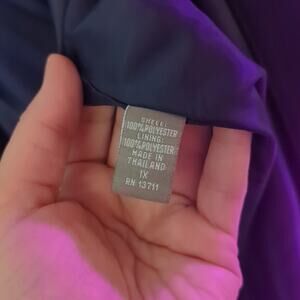 SHELL:
100% POLYESTER
LINING:
100% POLYESTER
MADE IN
THAILAND
1X
RN 13711